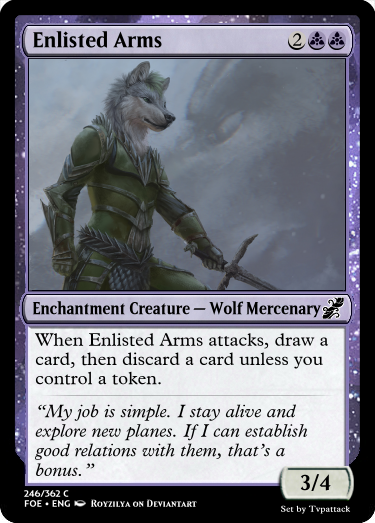 Enlisted Arms 2
Enchantment Creature — Wolf Mercenary
When Enlisted Arms attacks, draw a
card, then discard a card unless you
control a token.
“My job is simple. I stay alive and
explore new planes. If I can establish
good relations with them, that's a
bonus.”
3/4
246/362 C
FOE • ENG Royzilya on Deviantart
Set by Tvpattack